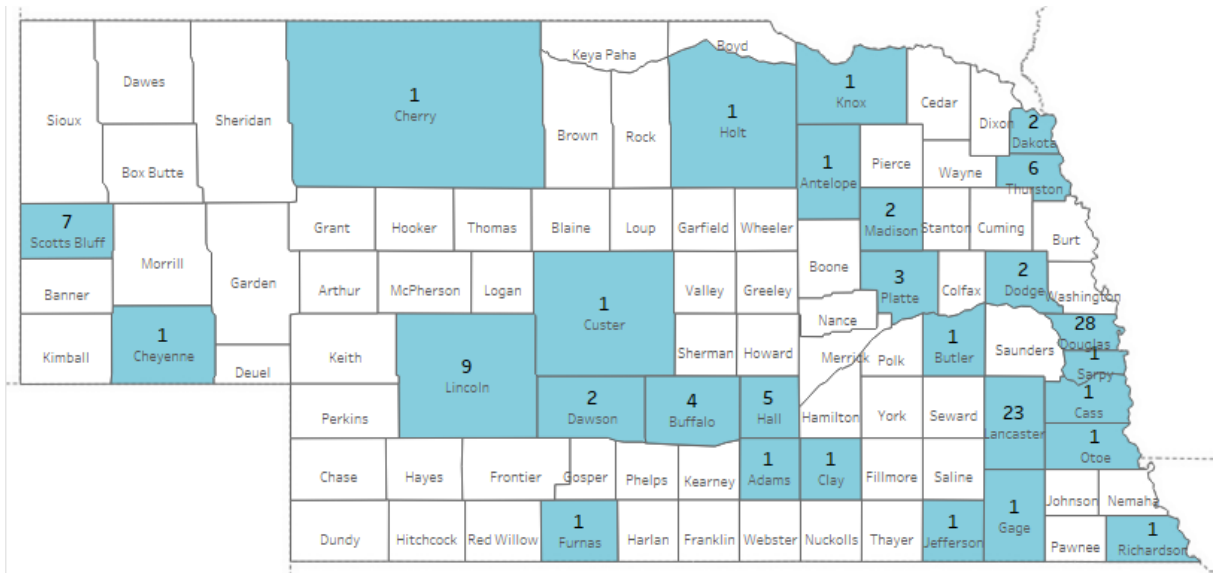 Keya Paha
Boyd
Dawes
Sioux
Sheridan
Box Butte
1
Cherry
Brown
Rock
1
Holt
1
Knox
Cedar
Dixon
2
Dakota
6
Thurston
Pierce
Wayne
1
Antelope
2
Madison
Stanton
Cuming
Burt
7
Scotts Bluff
Morrill
Garden
Grant
Hooker
Thomas
Blaine
Loup
Garfield
Wheeler
Boone
3
Platte
Colfax
2
Dodge
Washington
Banner
Arthur
McPherson
Logan
1
Custer
Valley
Greeley
Nance
Kimball
1
Cheyenne
Deuel
Keith
9
Lincoln
Sherman
Howard
Merrick
Polk
1
Butler
Saunders
28
Douglas
1
Sarpy
Perkins
2
Dawson
4
Buffalo
5
Hall
Hamilton
York
Seward
23
Lancaster
1
Cass
1
Otoe
Chase
Hayes
Frontier
Gosper
Phelps
Kearney
1
Adams
1
Clay
Fillmore
Saline
Dundy
Hitchcock
Red Willow
1
Furnas
Harlan
Franklin
Webster
Nuckolls
Thayer
1
Jefferson
1
Gage
Johnson
Nemaha
Pawnee
1
Richardson